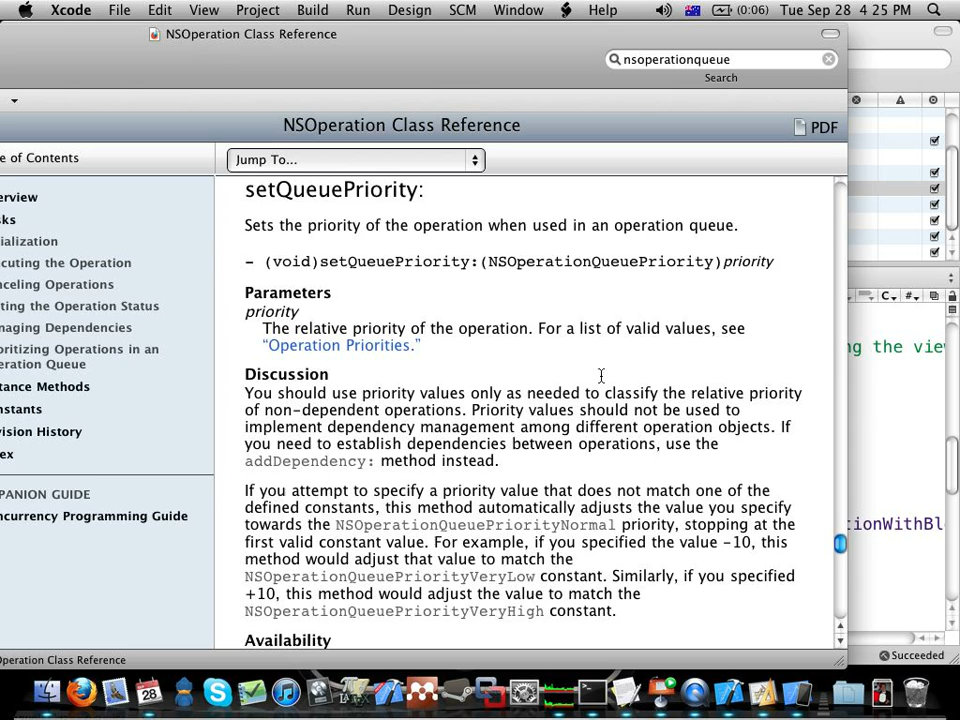 Xcode File Edit View Project Build Run Design SCM Window Help (0:06) Tue Sep 28 4:25 PM
NSOperation Class Reference
nsoperationqueue
Search
NSOperation Class Reference
PDF
e of Contents
Jump To...
erview
sks
ialization
cuting the Operation
nceling Operations
ting the Operation Status
naging Dependencies
oritizing Operations in an
eration Queue
tance Methods
nstants
vision History
ex
PANION GUIDE
ncurrency Programming Guide
setQueuePriority:
Sets the priority of the operation when used in an operation queue.
- (void)setQueuePriority:(NSOperationQueuePriority)priority
Parameters
priority
The relative priority of the operation. For a list of valid values, see
“Operation Priorities.”
Discussion
You should use priority values only as needed to classify the relative priority
of non-dependent operations. Priority values should not be used to
implement dependency management among different operation objects. If
you need to establish dependencies between operations, use the
addDependency: method instead.
If you attempt to specify a priority value that does not match one of the
defined constants, this method automatically adjusts the value you specify
towards the NSOperationQueuePriorityNormal priority, stopping at the
first valid constant value. For example, if you specified the value -10, this
method would adjust that value to match the
NSOperationQueuePriorityVeryLow constant. Similarly, if you specified
+10, this method would adjust the value to match the
NSOperationQueuePriorityVeryHigh constant.
Availability
C
#
ng the view
tionWithBl
Succeeded
Operation Class Reference
28